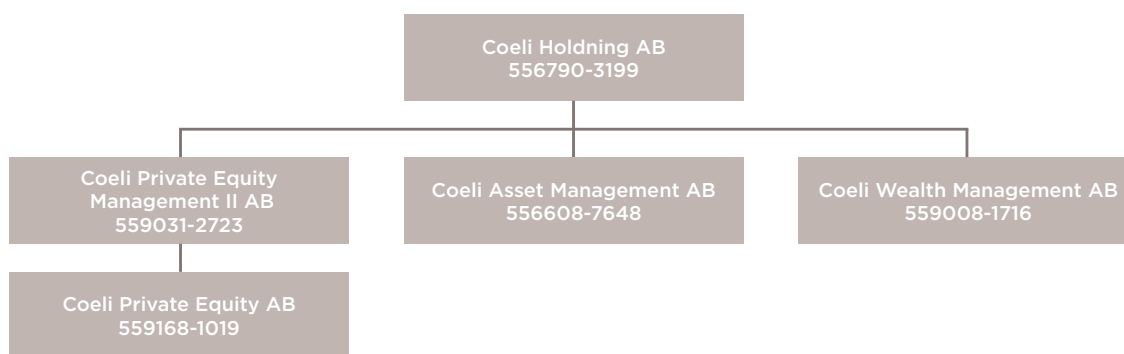 Coeli Holdning AB
556790-3199
Coeli Private Equity
Management II AB
559031-2723
Coeli Asset Management AB
556608-7648
Coeli Wealth Management AB
559008-1716
Coeli Private Equity AB
559168-1019